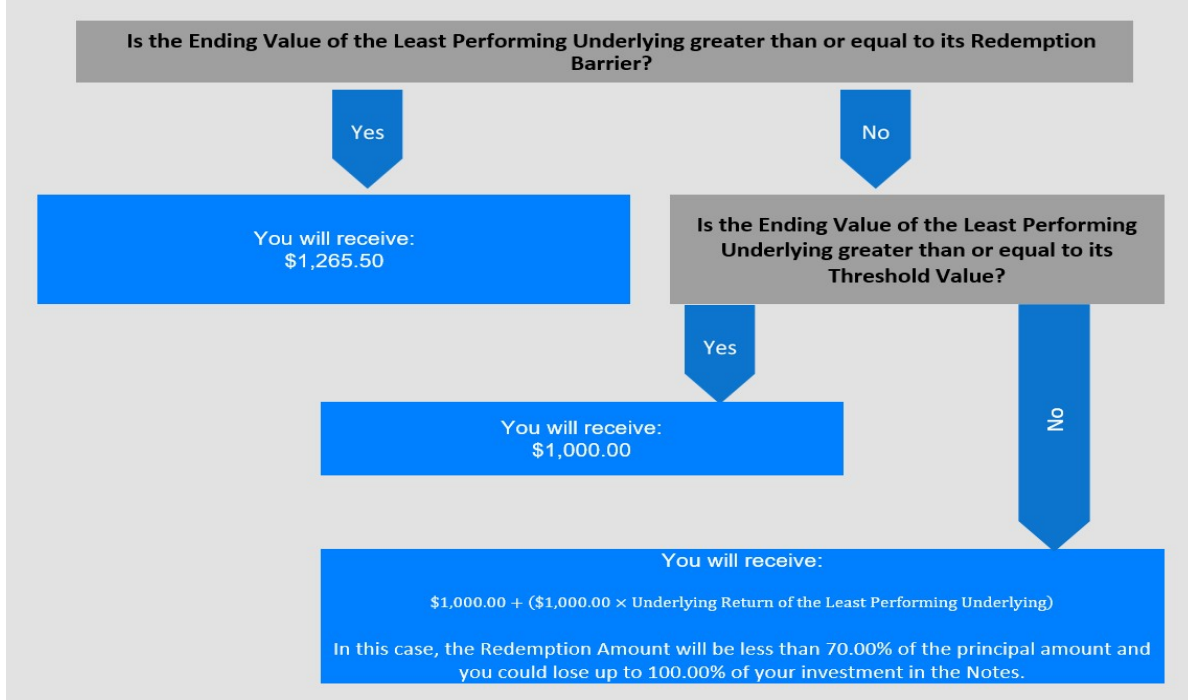 Is the Ending Value of the Least Performing Underlying greater than or equal to its Redemption
Barrier?
Yes
No
You will receive:
$1,265.50
Is the Ending Value of the Least Performing
Underlying greater than or equal to its
Threshold Value?
Yes
No
You will receive:
$1,000.00
You will receive:
$1,000.00 + ($1,000.00 × Underlying Return of the Least Performing Underlying)
In this case, the Redemption Amount will be less than 70.00% of the principal amount and
you could lose up to 100.00% of your investment in the Notes.